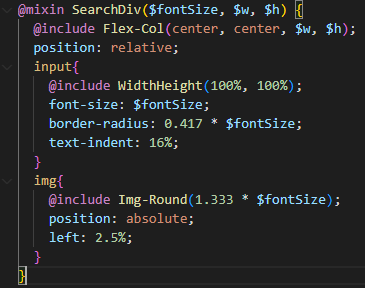 @mixin SearchDiv($fontSize, $w, $h) {
@include Flex-Col(center, center, $w, $h);
position: relative;
input{
@include WidthHeight(100%, 100%);
font-size: $fontSize;
border-radius: 0.417 * $fontSize;
text-indent: 16%;
}
img{
@include Img-Round(1.333 * $fontSize);
position: absolute;
left: 2.5%;
}
}